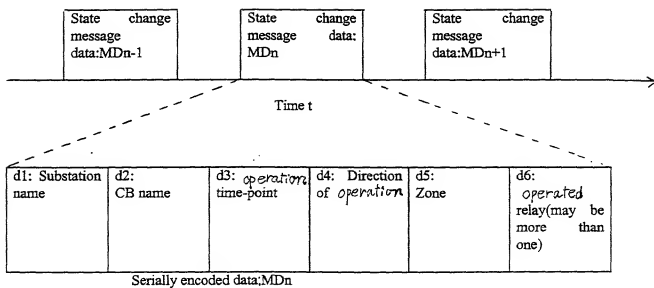 State change
message
data:MDn-1
State change
message data:
MDn
State change
message
data:MDn+1
Time t
d1: Substation
name
d2:
CB name
d3: operation
time-point
d4: Direction
of operation
d5:
Zone
d6:
operated
relay(may be
more than
one)
Serially encoded data;MDn